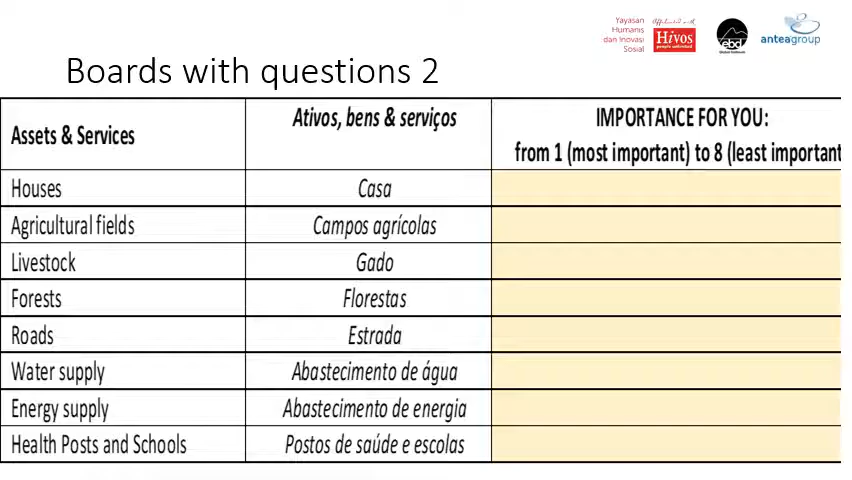 Yayasan
Humanis
dan Inovasi
Sosial
Hivos
people unlimited
ebd
anteagroup
Boards with questions 2
Assets & Services
Ativos, bens & serviços
IMPORTANCE FOR YOU:
from 1 (most important) to 8 (least important
Houses
Casa
Agricultural fields
Campos agrícolas
Livestock
Gado
Forests
Florestas
Roads
Estrada
Water supply
Abastecimento de água
Energy supply
Abastecimento de energia
Health Posts and Schools
Postos de saúde e escolas